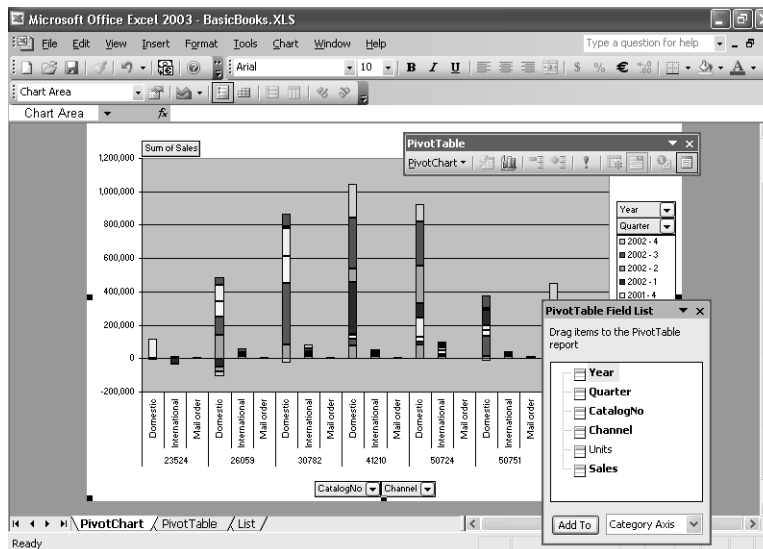 Microsoft Office Excel 2003 - BasicBooks.XLS
File Edit View Insert Format Tools Chart Window Help Type a question for help
Arial 10 B I U $ % €
Chart Area
Chart Area fx
Sum of Sales
PivotTable
PivotChart
1,200,000
1,000,000
800,000
600,000
400,000
200,000
0
-200,000
Year
Quarter
2002 - 4
2002 - 3
2002 - 2
2002 - 1
2001 - 4
Domestic International Mail order Domestic International Mail order Domestic International Mail order Domestic International Mail order Domestic International Mail order Domestic International Mail order
23524 26059 30782 41210 50724 50751
CatalogNo Channel
PivotTable Field List
Drag items to the PivotTable
report
Year
Quarter
CatalogNo
Channel
Units
Sales
Add To Category Axis
PivotChart PivotTable List
Ready